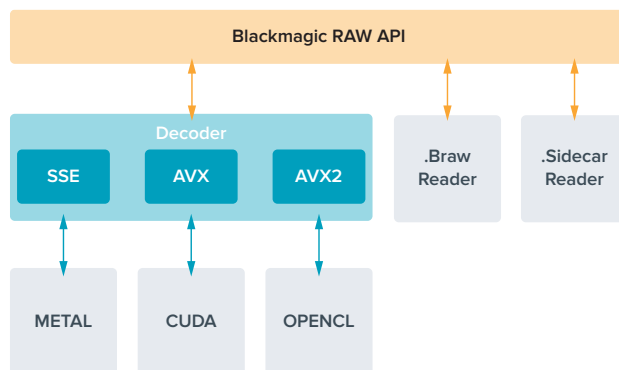 Blackmagic RAW API
Decoder
SSE
AVX
AVX2
.Braw
Reader
.Sidecar
Reader
METAL
CUDA
OPENCL